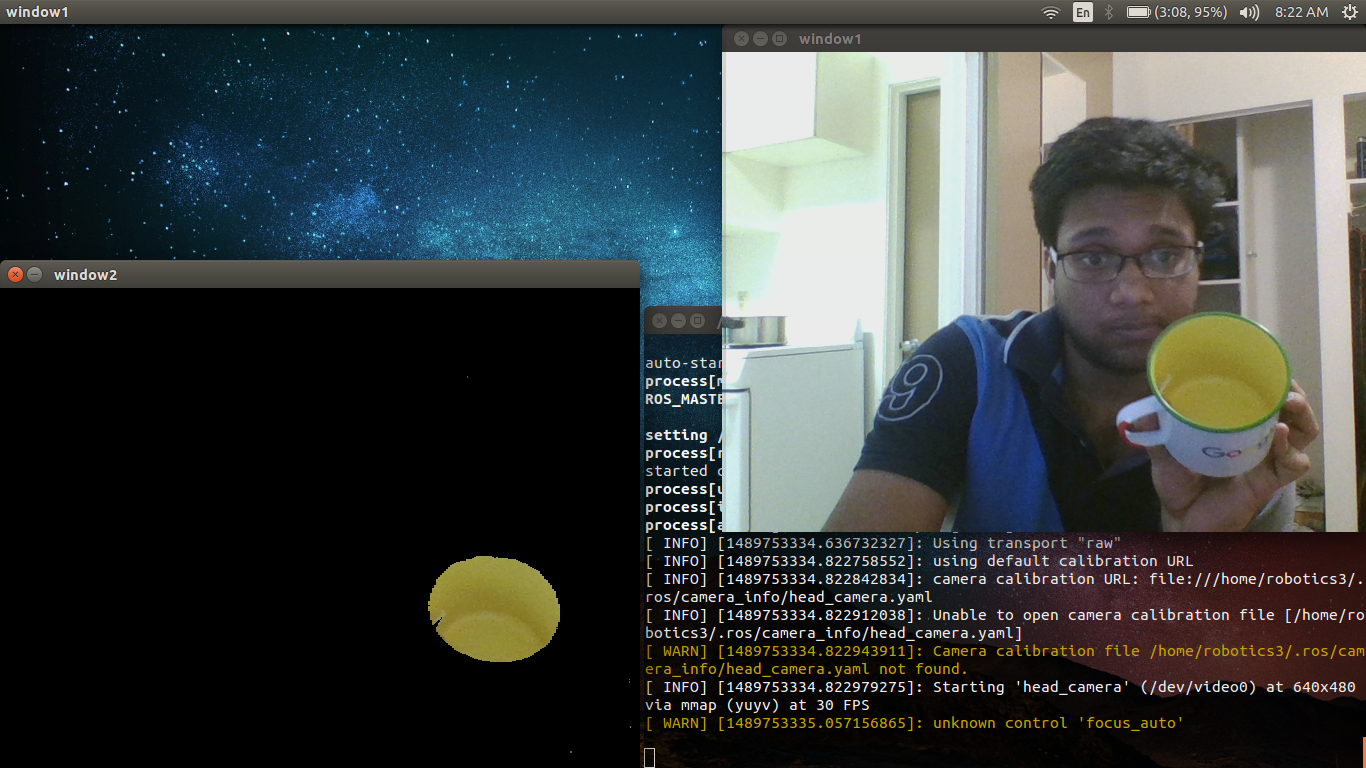 window1
En
(3:08, 95%)
8:22 AM
window1
9
Go
window2
auto-star
process[m
ROS_MASTE
setting /
process[r
started c
process[u
process[i
process[a
[ INFO] [1489753334.636732327]: Using transport "raw"
[ INFO] [1489753334.822758552]: using default calibration URL
[ INFO] [1489753334.822842834]: camera calibration URL: file:///home/robotics3/.
ros/camera_info/head_camera.yaml
[ INFO] [1489753334.822912038]: Unable to open camera calibration file [/home/ro
botics3/.ros/camera_info/head_camera.yaml]
[ WARN] [1489753334.822943911]: Camera calibration file /home/robotics3/.ros/cam
era_info/head_camera.yaml not found.
[ INFO] [1489753334.822979275]: Starting 'head_camera' (/dev/video0) at 640x480
via mmap (yuyv) at 30 FPS
[ WARN] [1489753335.057156865]: unknown control 'focus_auto'